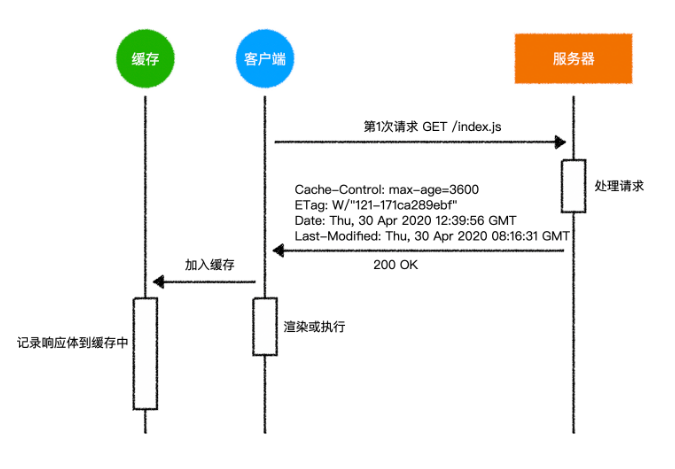 缓存
客户端
服务器
第1次请求 GET /index.js
处理请求
Cache-Control: max-age=3600
ETag: W/"121-171ca289ebf"
Date: Thu, 30 Apr 2020 12:39:56 GMT
Last-Modified: Thu, 30 Apr 2020 08:16:31 GMT
200 OK
加入缓存
渲染或执行
记录响应体到缓存中